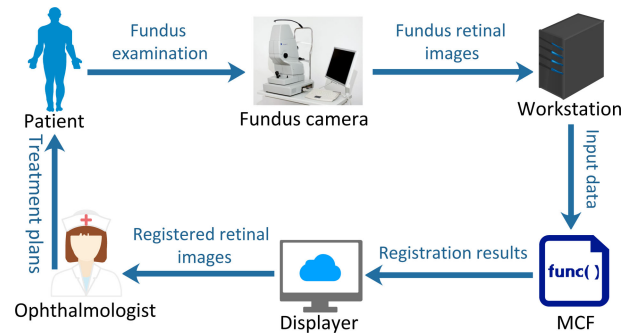 Fundus
examination
Fundus retinal
images
Patient
Fundus camera
Workstation
Treatment
plans
Input
data
Registered retinal
images
Registration results
func( )
Ophthalmologist
Displayer
MCF